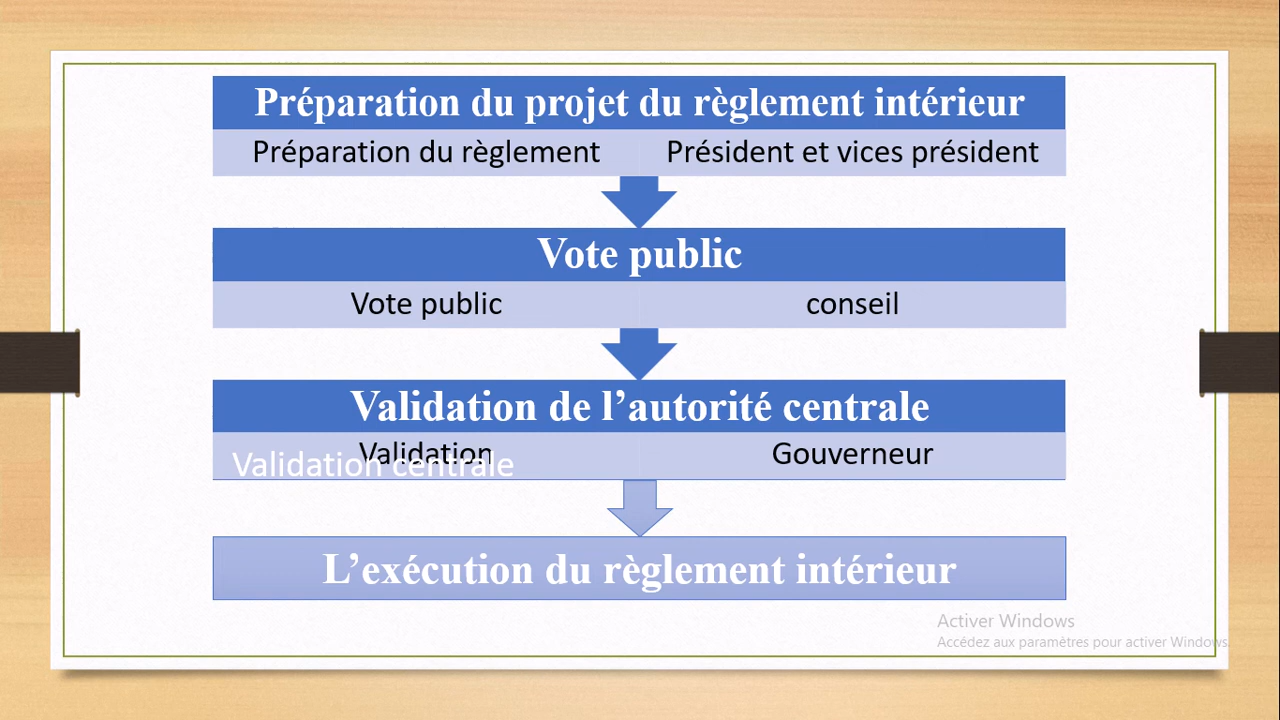 Préparation du projet du règlement intérieur
Préparation du règlement
Président et vices président
Vote public
Vote public
conseil
Validation de l’autorité centrale
Validation
Gouverneur
Validation centrale
L’exécution du règlement intérieur
Activer Windows
Accédez aux paramètres pour activer Windows.